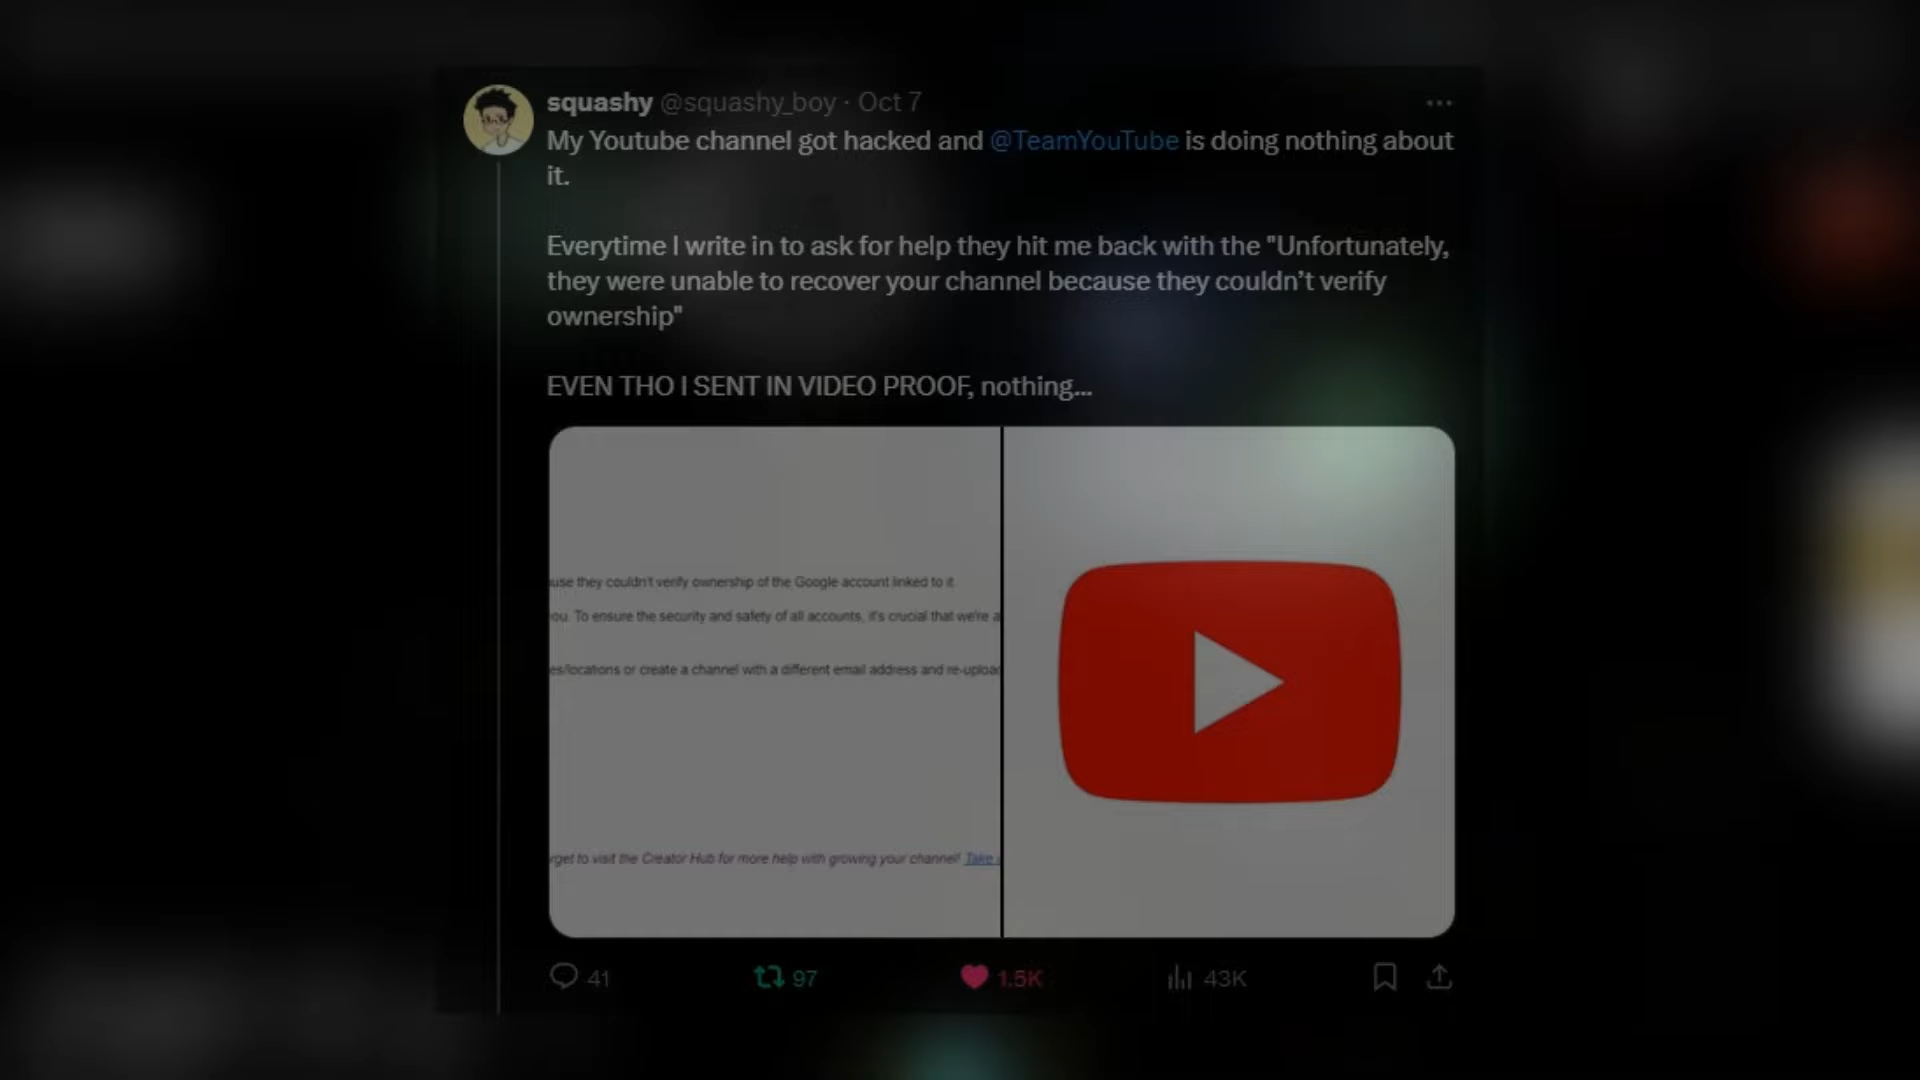 squashy @squashy_boy · Oct 7
My Youtube channel got hacked and @TeamYouTube is doing nothing about
it.
Everytime I write in to ask for help they hit me back with the "Unfortunately,
they were unable to recover your channel because they couldn't verify
ownership"
EVEN THO I SENT IN VIDEO PROOF, nothing...
use they couldn't verify ownership of the Google account linked to it
ou. To ensure the security and safety of all accounts, it's crucial that we're a
es/locations or create a channel with a different email address and re-uploa
rget to visit the Creator Hub for more help with growing your channel! Take
41 97 1.5K 43K